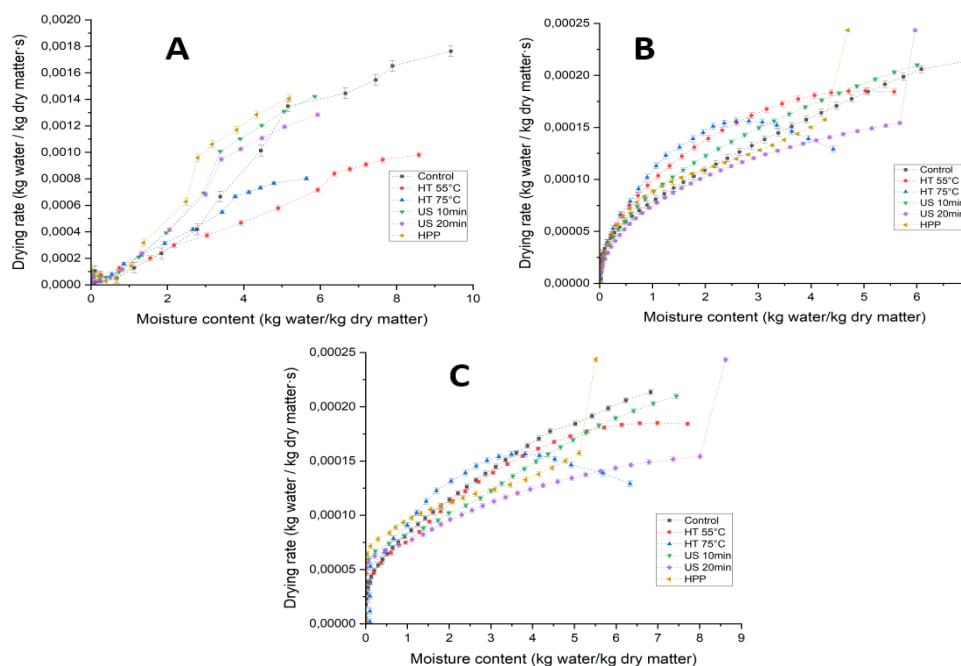 A
Drying rate (kg water / kg dry matter·s)
0,0020
0,0018
0,0016
0,0014
0,0012
0,0010
0,0008
0,0006
0,0004
0,0002
0,0000
Control
HT 55°C
HT 75°C
US 10min
US 20min
HPP
0 2 4 6 8 10
Moisture content (kg water/kg dry matter)
B
Drying rate (kg water / kg dry matter·s)
0,00025
0,00020
0,00015
0,00010
0,00005
0,00000
Control
HT 55°C
HT 75°C
US 10min
US 20min
HPP
0 1 2 3 4 5 6
Moisture content (kg water/kg dry matter)
C
Drying rate (kg water / kg dry matter·s)
0,00025
0,00020
0,00015
0,00010
0,00005
0,00000
Control
HT 55°C
HT 75°C
US 10min
US 20min
HPP
0 1 2 3 4 5 6 7 8 9
Moisture content (kg water/kg dry matter)